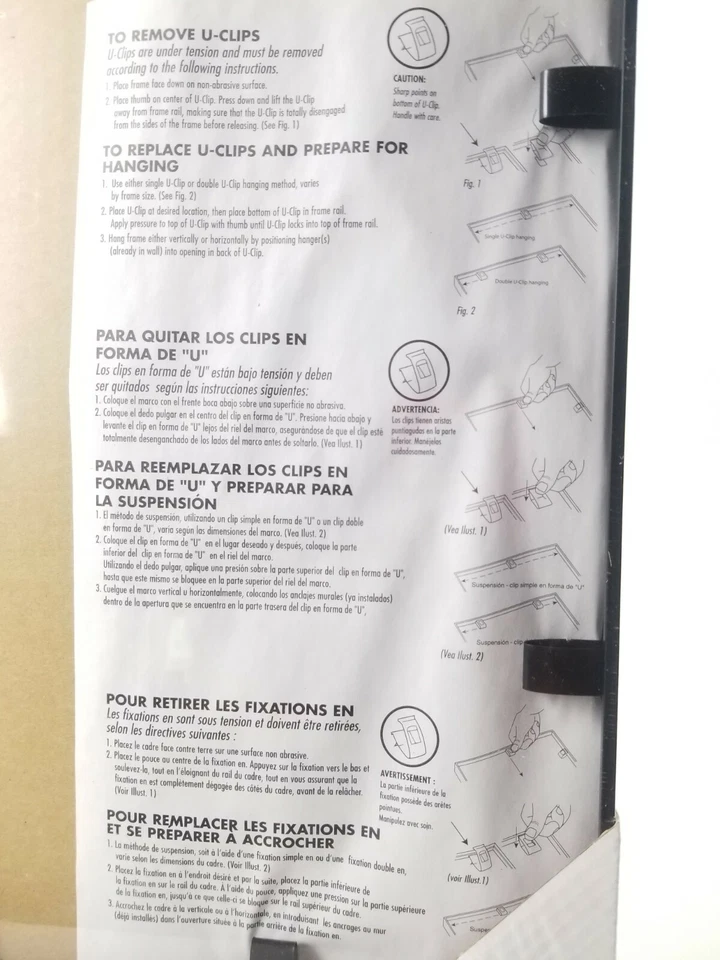 TO REMOVE U-CLIPS
U-Clips are under tension and must be removed
according to the following instructions.
1. Place frame face down on non-abrasive surface.
2. Place thumb on center of U-Clip. Press down and lift the U-Clip
away from frame rail, making sure that the U-Clip is totally disengaged
from the sides of the frame before releasing. (See Fig. 1)
CAUTION:
Sharp points on
bottom of U-Clip.
Handle with care.
TO REPLACE U-CLIPS AND PREPARE FOR
HANGING
1. Use either single U-Clip or double U-Clip hanging method, varies
by frame size. (See Fig. 2)
2. Place U-Clip at desired location, then place bottom of U-Clip in frame rail.
Apply pressure to top of U-Clip with thumb until U-Clip locks into top of frame rail.
3. Hang frame either vertically or horizontally by positioning hanger(s)
(already in wall) into opening in back of U-Clip.
Fig. 1
Single U-Clip hanging
Double U-Clip hanging
Fig. 2
PARA QUITAR LOS CLIPS EN
FORMA DE "U"
Los clips en forma de "U" están bajo tensión y deben
ser quitados según las instrucciones siguientes:
1. Coloque el marco con el frente boca abajo sobre una superficie no abrasiva.
2. Coloque el dedo pulgar en el centro del clip en forma de "U". Presione hacia abajo y
levante el clip en forma de "U" lejos del riel del marco, asegurándose de que el clip esté
totalmente desenganchado de los lados del marco antes de soltarlo. (Vea Ilust. 1)
ADVERTENCIA:
Los clips tienen aristas
puntiagudas en la parte
inferior. Manéjelos
cuidadosamente.
PARA REEMPLAZAR LOS CLIPS EN
FORMA DE "U" Y PREPARAR PARA
LA SUSPENSIÓN
1. El método de suspensión, utilizando un clip simple en forma de "U" o un clip doble
en forma de "U", varia según las dimensiones del marco. (Vea Ilust. 2)
2. Coloque el clip en forma de "U" en el lugar deseado y después, coloque la parte
inferior del clip en forma de "U" en el riel del marco.
Utilizando el dedo pulgar, aplique una presión sobre la parte superior del clip en forma de "U",
hasta que este mismo se bloquee en la parte superior del riel del marco.
3. Cuelgue el marco vertical u horizontalmente, colocando los anclajes murales (ya instalados)
dentro de la apertura que se encuentra en la parte trasera del clip en forma de "U",
(Vea Ilust. 1)
Suspensión - clip simple en forma de "U"
Suspensión - clip
(Vea Ilust. 2)
POUR RETIRER LES FIXATIONS EN
Les fixations en sont sous tension et doivent être retirées,
selon les directives suivantes :
1. Placez le cadre face contre terre sur une surface non abrasive.
2. Placez le pouce au centre de la fixation en. Appuyez sur la fixation vers le bas et
soulevez-la, tout en l'éloignant du rail du cadre, tout en vous assurant que la
fixation en est complètement dégagée des côtés du cadre, avant de la relâcher.
(Voir Ilust. 1)
AVERTISSEMENT :
La partie inférieure de la
fixation possède des arêtes
pointues.
Manipulez avec soin.
POUR REMPLACER LES FIXATIONS EN
ET SE PRÉPARER À ACCROCHER
1. La méthode de suspension, soit à l'aide d'une fixation simple en ou d'une fixation double en,
varie selon les dimensions du cadre. (Voir Ilust. 2)
2. Placez la fixation en à l'endroit désiré et par la suite, placez la partie inférieure de
la fixation en sur le rail du cadre. À l'aide du pouce, appliquez une pression sur la partie supérieure
de la fixation en, jusqu'à ce que celle-ci se bloque sur le rail supérieur du cadre.
3. Accrochez le cadre à la verticale ou à l'horizontale, en introduisant les ancrages au mur
(déjà installés) dans l'ouverture située à la partie arrière de la fixation en.
(voir Ilust.1)
Suspe